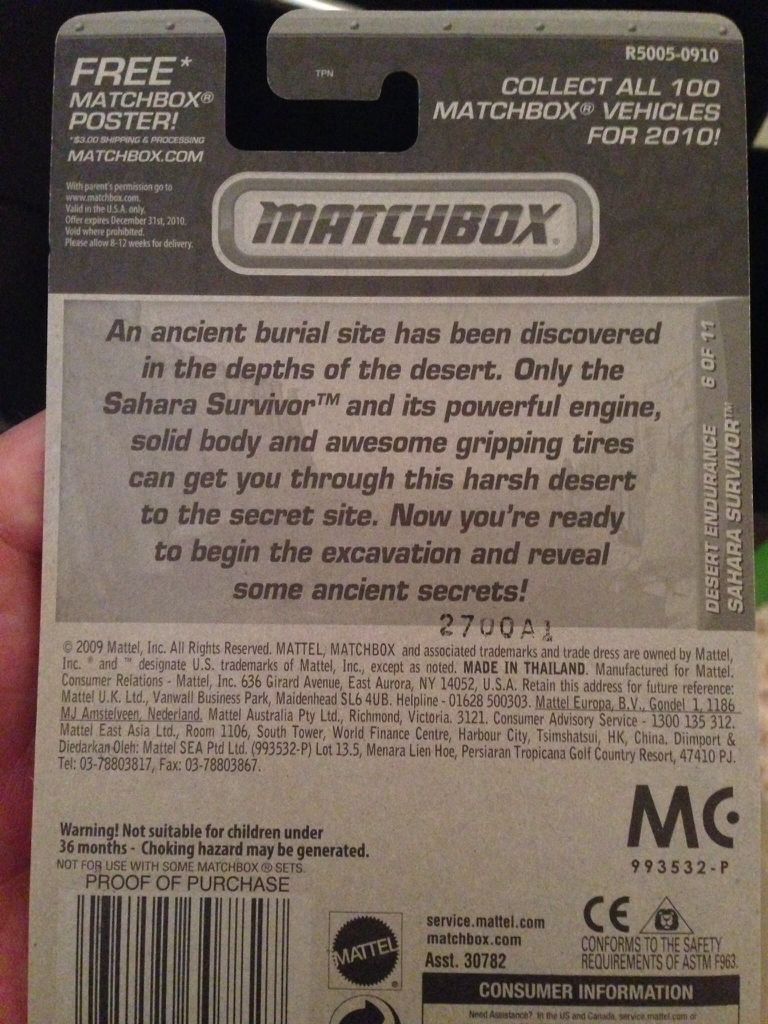 FREE*
MATCHBOX®
POSTER!
*$3.00 SHIPPING & PROCESSING
MATCHBOX.COM
With parent's permission go to
www.matchbox.com.
Valid in the U.S.A. only.
Offer expires December 31st, 2010.
Void where prohibited.
Please allow 8-12 weeks for delivery.
TPN
R5005-0910
COLLECT ALL 100
MATCHBOX® VEHICLES
FOR 2010!
MATCHBOX®
An ancient burial site has been discovered
in the depths of the desert. Only the
Sahara Survivor™ and its powerful engine,
solid body and awesome gripping tires
can get you through this harsh desert
to the secret site. Now you're ready
to begin the excavation and reveal
some ancient secrets!
DESERT ENDURANCE 6 OF 11
SAHARA SURVIVOR™
2700A1
© 2009 Mattel, Inc. All Rights Reserved. MATTEL, MATCHBOX and associated trademarks and trade dress are owned by Mattel,
Inc. ® and ™ designate U.S. trademarks of Mattel, Inc., except as noted. MADE IN THAILAND. Manufactured for Mattel.
Consumer Relations - Mattel, Inc. 636 Girard Avenue, East Aurora, NY 14052, U.S.A. Retain this address for future reference:
Mattel U.K. Ltd., Vanwall Business Park, Maidenhead SL6 4UB. Helpline - 01628 500303. Mattel Europa, B.V., Gondel 1, 1186
MJ Amstelveen, Nederland. Mattel Australia Pty Ltd., Richmond, Victoria. 3121. Consumer Advisory Service - 1300 135 312.
Mattel East Asia Ltd., Room 1106, South Tower, World Finance Centre, Harbour City, Tsimshatsui, HK, China. Diimport &
Diedarkan Oleh: Mattel SEA Ptd Ltd. (993532-P) Lot 13.5, Menara Lien Hoe, Persiaran Tropicana Golf Country Resort, 47410 PJ.
Tel: 03-78803817, Fax: 03-78803867.
MC
993532-P
Warning! Not suitable for children under
36 months - Choking hazard may be generated.
NOT FOR USE WITH SOME MATCHBOX® SETS.
PROOF OF PURCHASE
MATTEL®
service.mattel.com
matchbox.com
Asst. 30782
CE
CONFORMS TO THE SAFETY
REQUIREMENTS OF ASTM F963.
CONSUMER INFORMATION
Need Assistance? In the US and Canada, service.mattel.com or